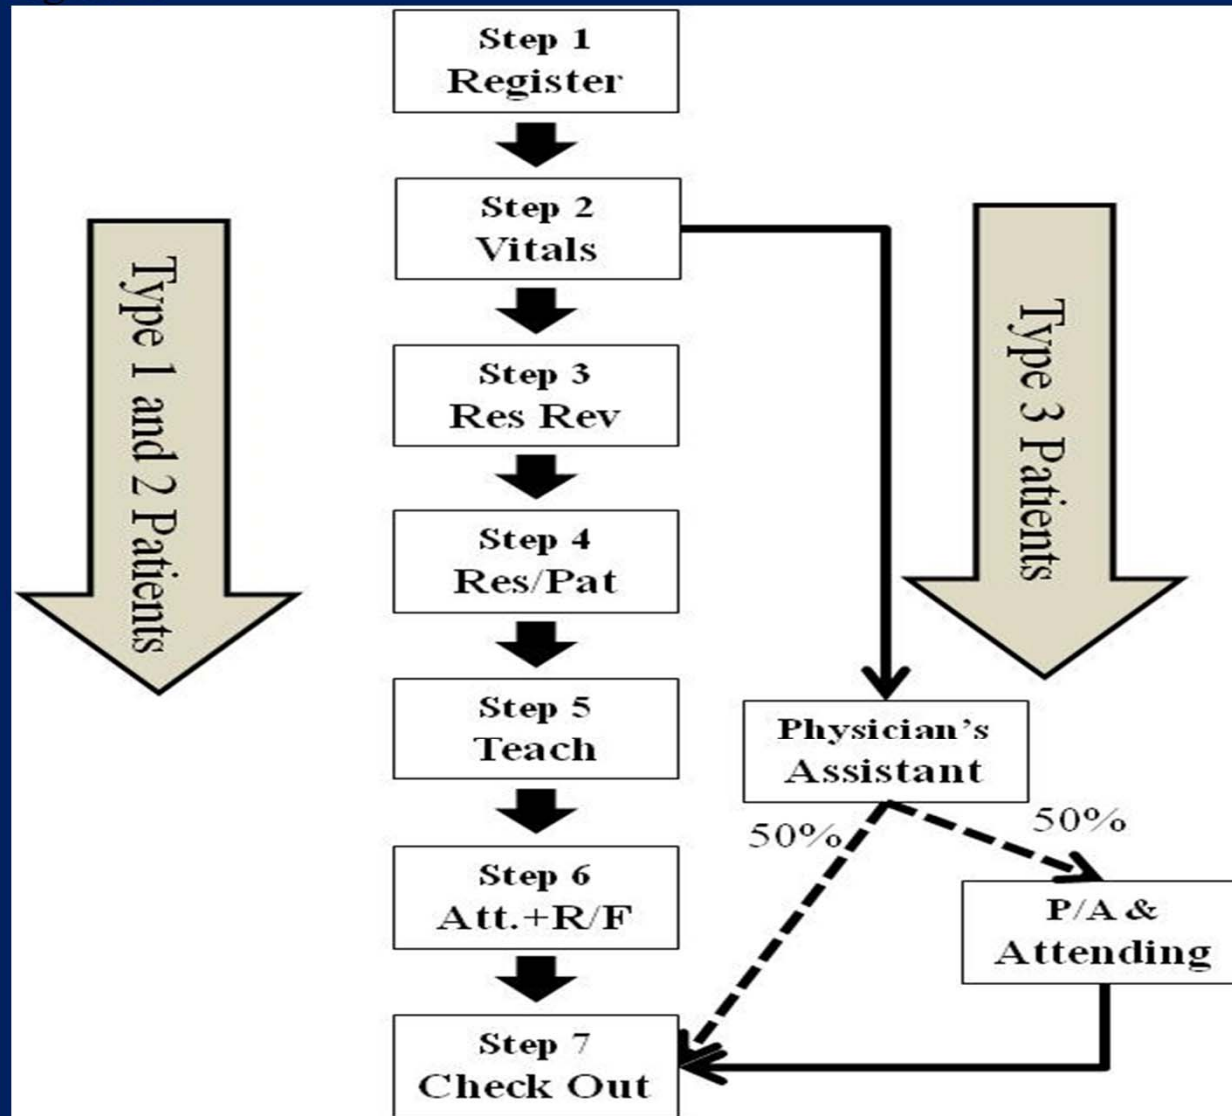 Step 1
Register
Step 2
Vitals
Type 1 and 2 Patients
Type 3 Patients
Step 3
Res Rev
Step 4
Res/Pat
Step 5
Teach
Physician's
Assistant
50%
50%
Step 6
Att.+R/F
P/A &
Attending
Step 7
Check Out